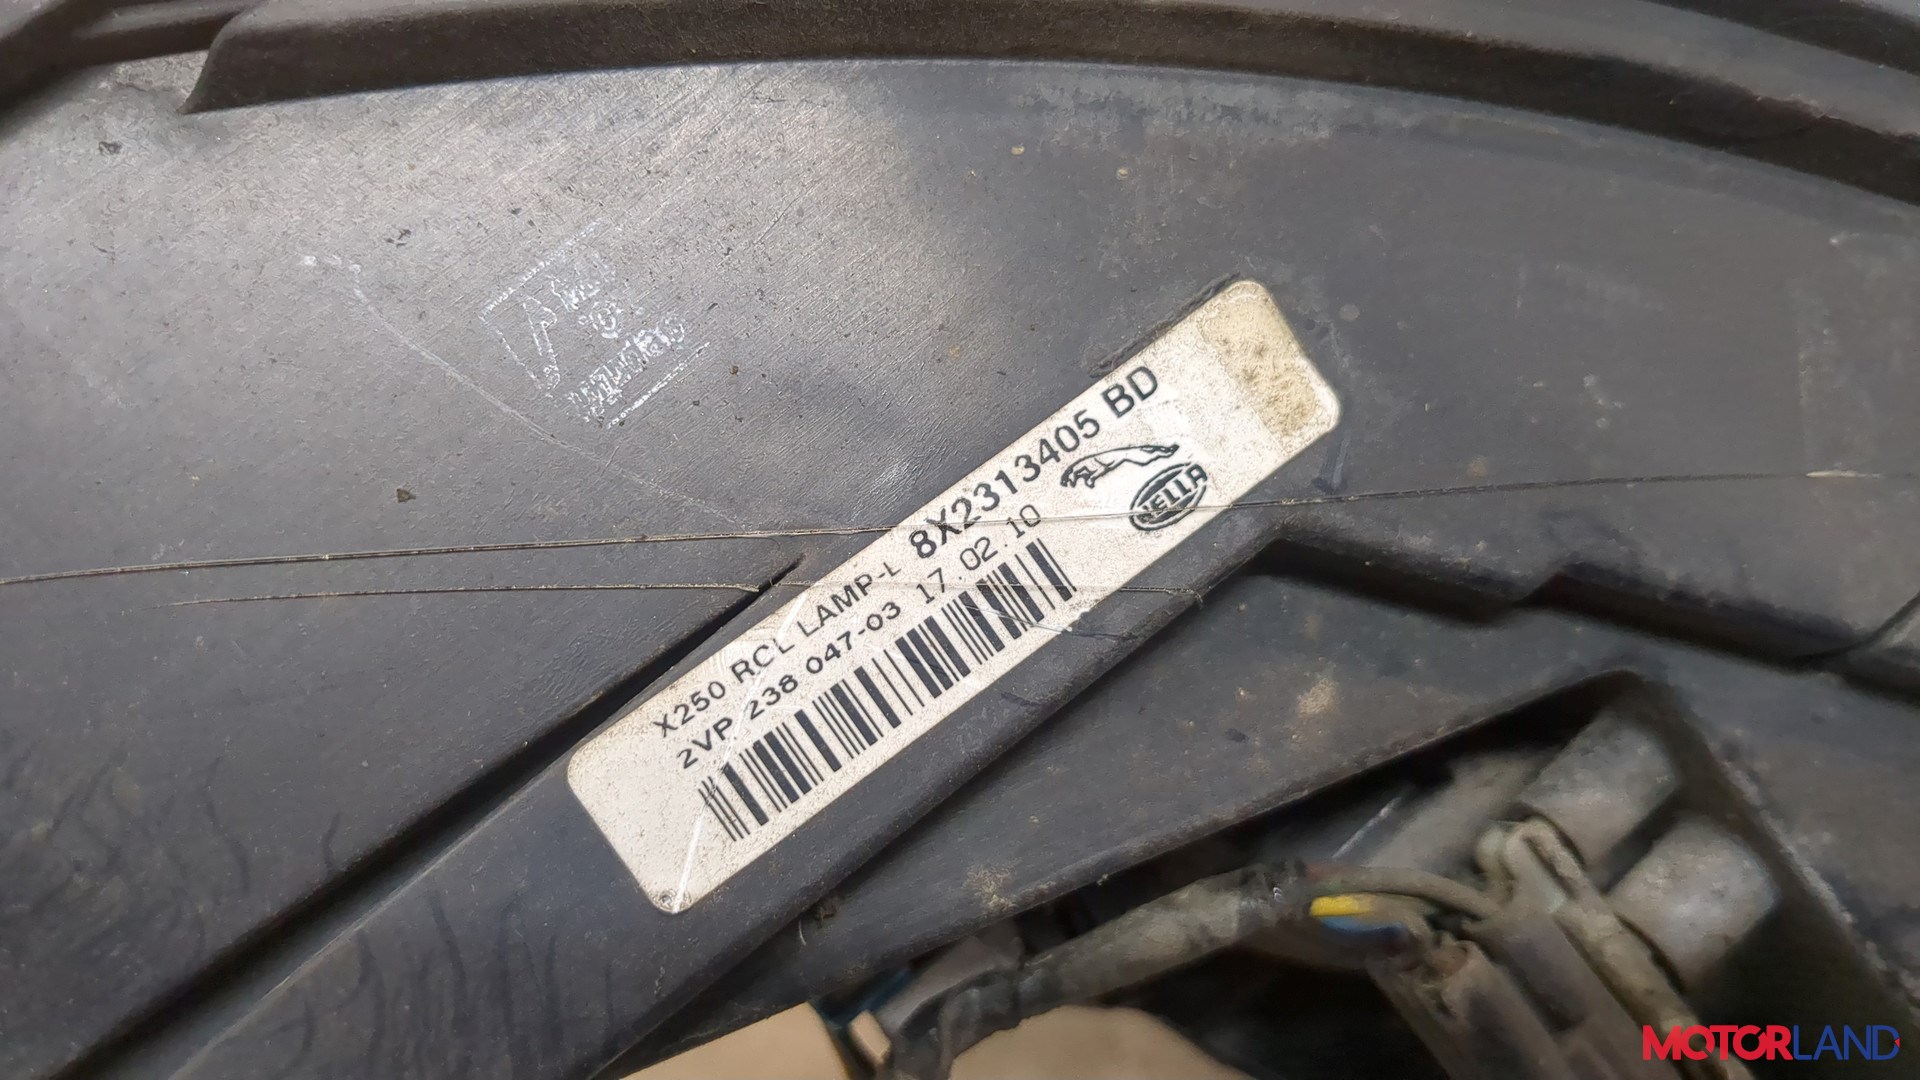 X250 RCL LAMP-L 8X2313405 BD
2VP 238 047-03 17.02.10
HELLA
MOTORLAND